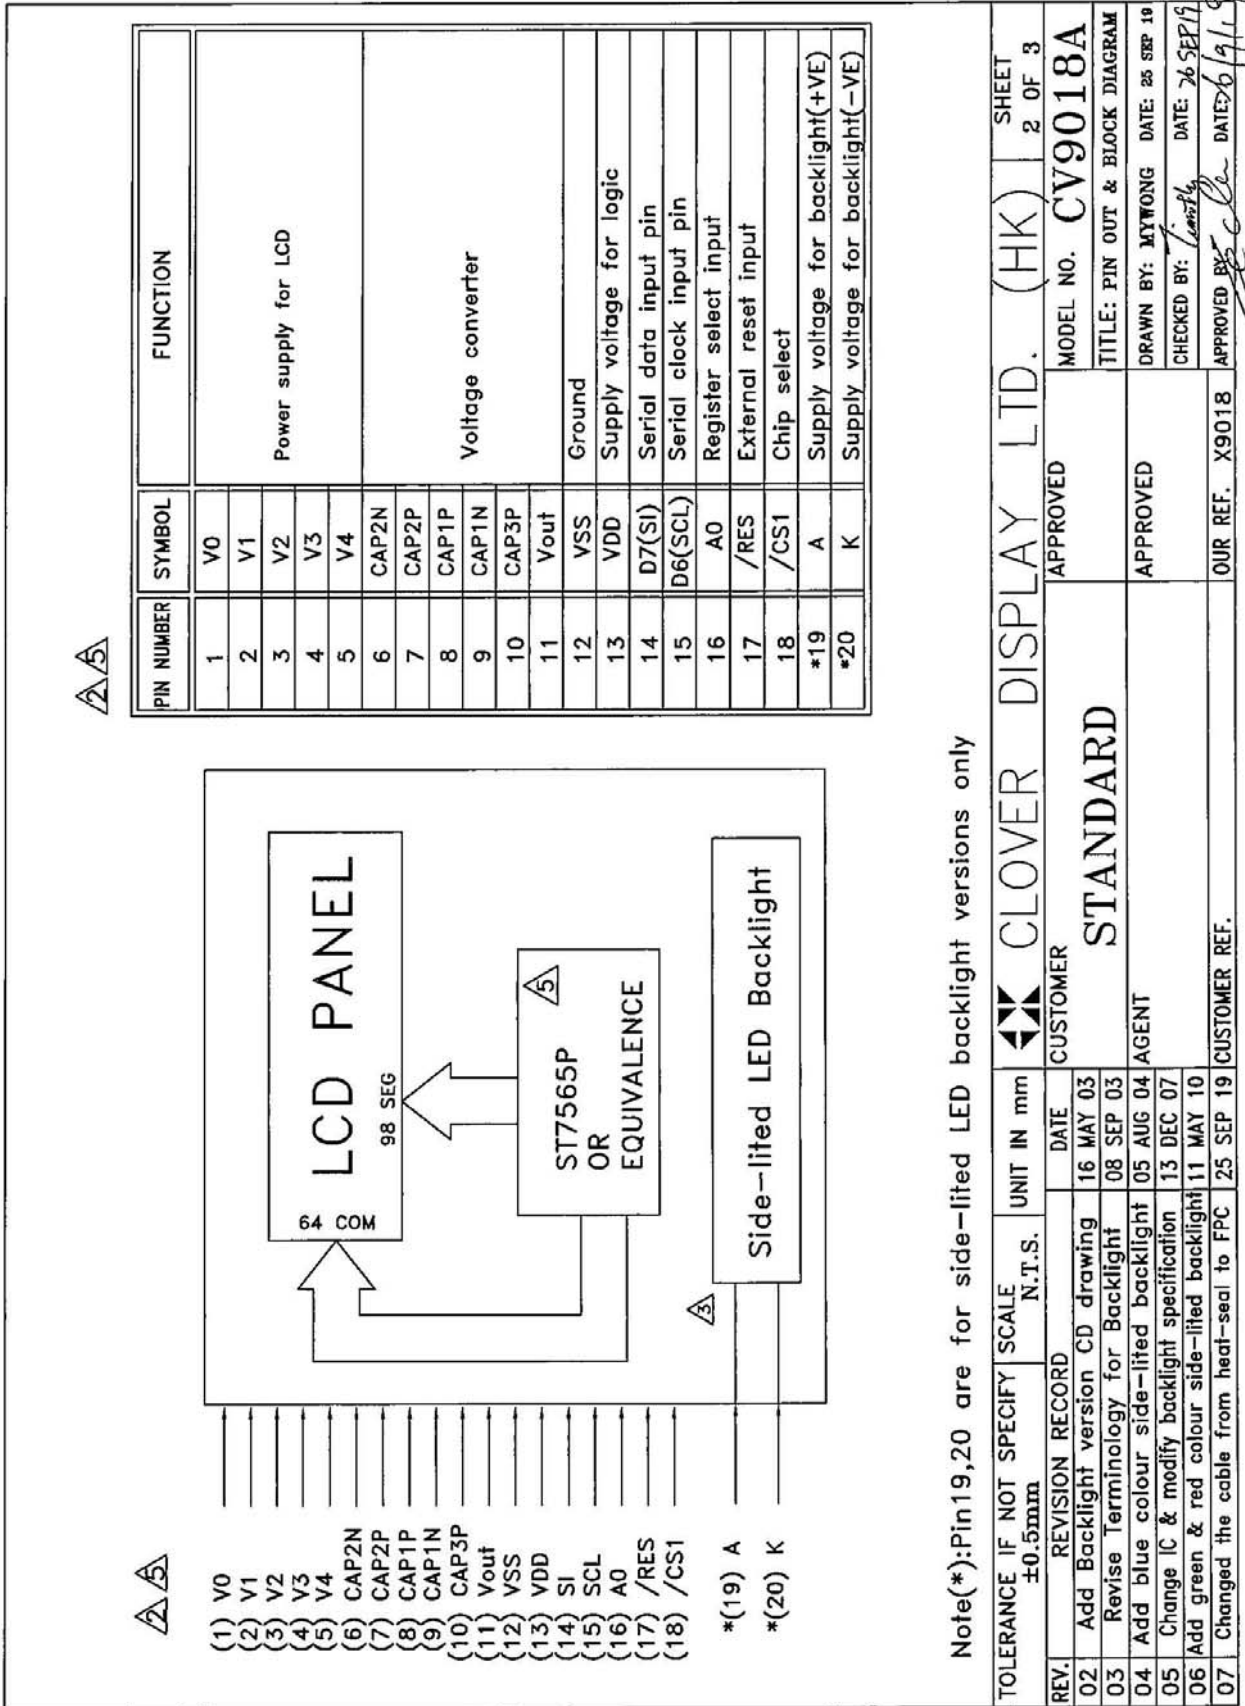 2 5
(1) V0
(2) V1
(3) V2
(4) V3
(5) V4
(6) CAP2N
(7) CAP2P
(8) CAP1P
(9) CAP1N
(10) CAP3P
(11) Vout
(12) VSS
(13) VDD
(14) SI
(15) SCL
(16) A0
(17) /RES
(18) /CS1
*(19) A
*(20) K
LCD PANEL
64 COM
98 SEG
ST7565P
OR
EQUIVALENCE
5
3
Side-lited LED Backlight
2 5
PIN NUMBER SYMBOL FUNCTION
1 V0
2 V1
3 V2 Power supply for LCD
4 V3
5 V4
6 CAP2N
7 CAP2P
8 CAP1P
9 CAP1N Voltage converter
10 CAP3P
11 Vout
12 VSS Ground
13 VDD Supply voltage for logic
14 D7(SI) Serial data input pin
15 D6(SCL) Serial clock input pin
16 A0 Register select input
17 /RES External reset input
18 /CS1 Chip select
*19 A Supply voltage for backlight(+VE)
*20 K Supply voltage for backlight(-VE)
Note(*):Pin19,20 are for side-lited LED backlight versions only
TOLERANCE IF NOT SPECIFY
±0.5mm
SCALE
N.T.S.
UNIT IN mm
CLOVER DISPLAY LTD. (HK)
SHEET
2 OF 3
REV. REVISION RECORD DATE
02 Add Backlight version CD drawing 16 MAY 03
03 Revise Terminology for Backlight 08 SEP 03
04 Add blue colour side-lited backlight 05 AUG 04
05 Change IC & modify backlight specification 13 DEC 07
06 Add green & red colour side-lited backlight 11 MAY 10
07 Changed the cable from heat-seal to FPC 25 SEP 19
CUSTOMER
STANDARD
AGENT
CUSTOMER REF.
APPROVED
APPROVED
OUR REF. X9018
MODEL NO. CV9018A
TITLE: PIN OUT & BLOCK DIAGRAM
DRAWN BY: MYWONG DATE: 25 SEP 19
CHECKED BY: Timothy DATE: 26 SEP 19
APPROVED BY: DATE: 26/9/19